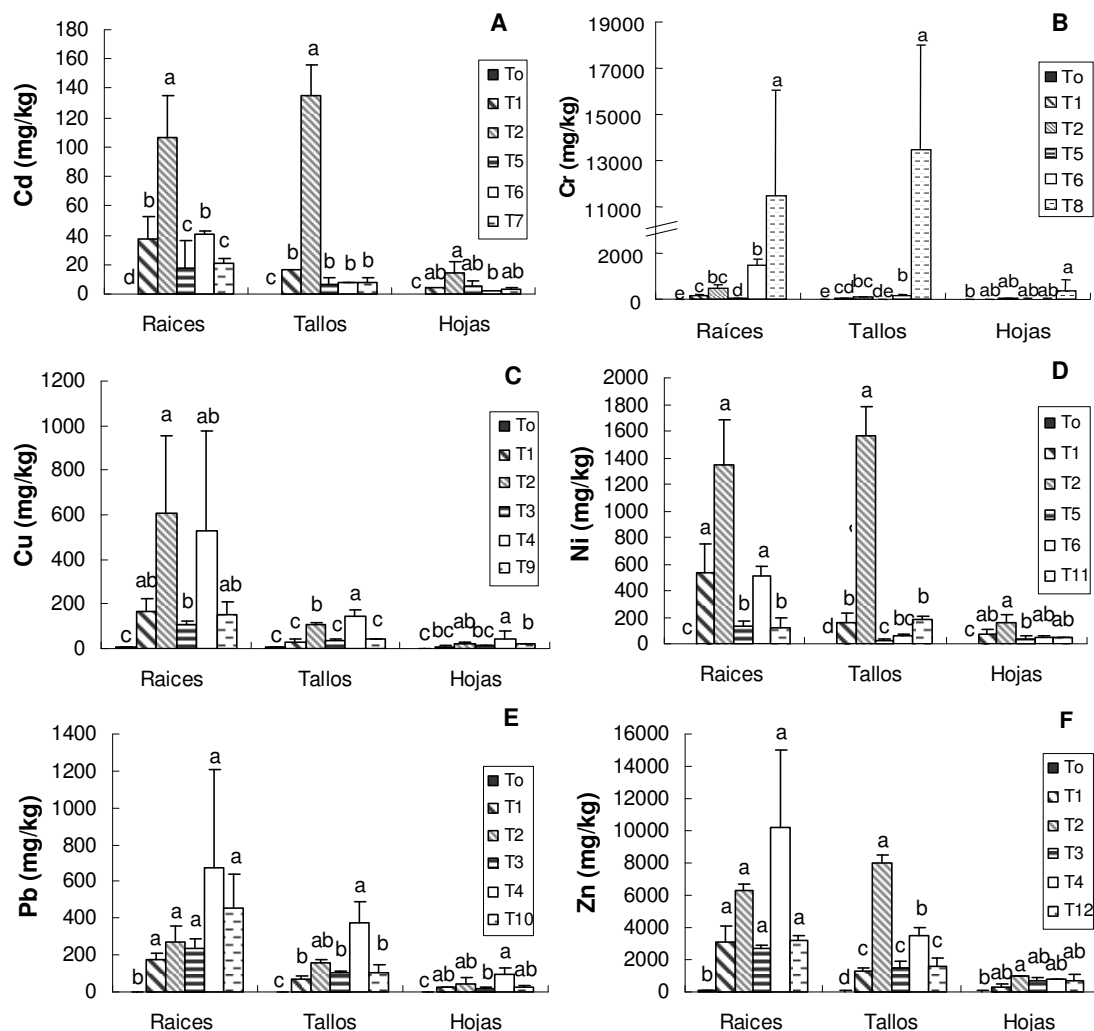 A
Cd (mg/kg)
180
160
140
120
100
80
60
40
20
0
d b a c b c
c b a b b b
c ab a ab b ab
Raices Tallos Hojas
To
T1
T2
T5
T6
T7
B
Cr (mg/kg)
19000
17000
15000
13000
11000
2000
0
e c bc d b a
e cd bc de b a
b ab ab ab ab a
Raíces Tallos Hojas
To
T1
T2
T5
T6
T8
C
Cu (mg/kg)
1200
1000
800
600
400
200
0
c ab a b ab ab
c c b c a c
c bc ab bc a b
Raices Tallos Hojas
To
T1
T2
T3
T4
T9
D
Ni (mg/kg)
2000
1800
1600
1400
1200
1000
800
600
400
200
0
c a a b a b
d a c bc b
c ab a b ab ab
Raices Tallos Hojas
To
T1
T2
T5
T6
T11
E
Pb (mg/kg)
1400
1200
1000
800
600
400
200
0
b a a a a a
c b ab b a b
c ab ab b a ab
Raices Tallos Hojas
To
T1
T2
T3
T4
T10
F
Zn (mg/kg)
16000
14000
12000
10000
8000
6000
4000
2000
0
b a a a a a
d c a c b c
b ab a ab ab ab
Raices Tallos Hojas
To
T1
T2
T3
T4
T12